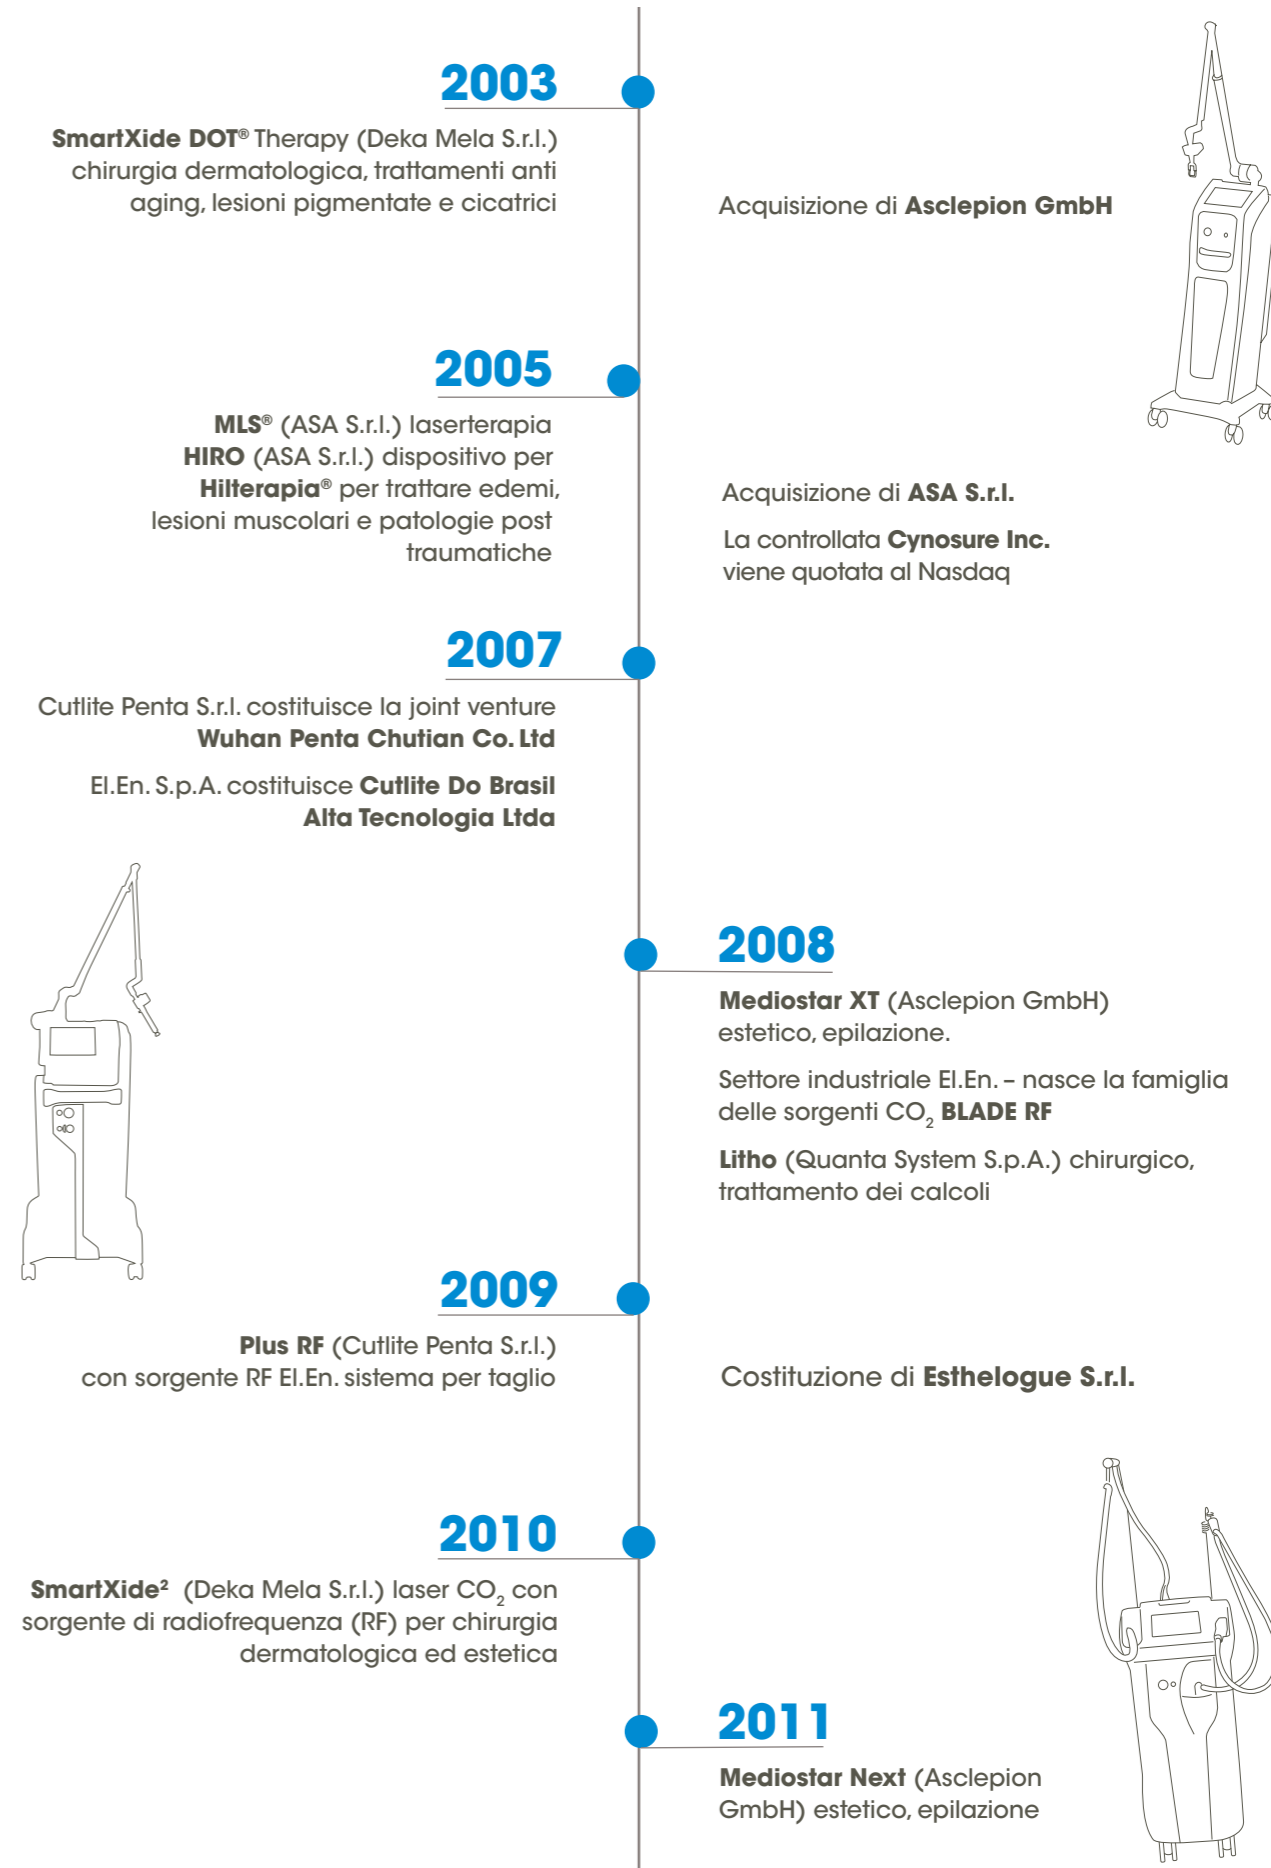 2003
SmartXide DOT® Therapy (Deka Mela S.r.l.)
chirurgia dermatologica, trattamenti anti
aging, lesioni pigmentate e cicatrici
Acquisizione di Asclepion GmbH
2005
MLS® (ASA S.r.l.) laserterapia
HIRO (ASA S.r.l.) dispositivo per
Hilterapia® per trattare edemi,
lesioni muscolari e patologie post
traumatiche
Acquisizione di ASA S.r.l.
La controllata Cynosure Inc.
viene quotata al Nasdaq
2007
Cutlite Penta S.r.l. costituisce la joint venture
Wuhan Penta Chutian Co. Ltd
El.En. S.p.A. costituisce Cutlite Do Brasil
Alta Tecnologia Ltda
2008
Mediostar XT (Asclepion GmbH)
estetico, epilazione.
Settore industriale El.En. – nasce la famiglia
delle sorgenti CO₂ BLADE RF
Litho (Quanta System S.p.A.) chirurgico,
trattamento dei calcoli
2009
Plus RF (Cutlite Penta S.r.l.)
con sorgente RF El.En. sistema per taglio
Costituzione di Esthelogue S.r.l.
2010
SmartXide² (Deka Mela S.r.l.) laser CO₂ con
sorgente di radiofrequenza (RF) per chirurgia
dermatologica ed estetica
2011
Mediostar Next (Asclepion
GmbH) estetico, epilazione